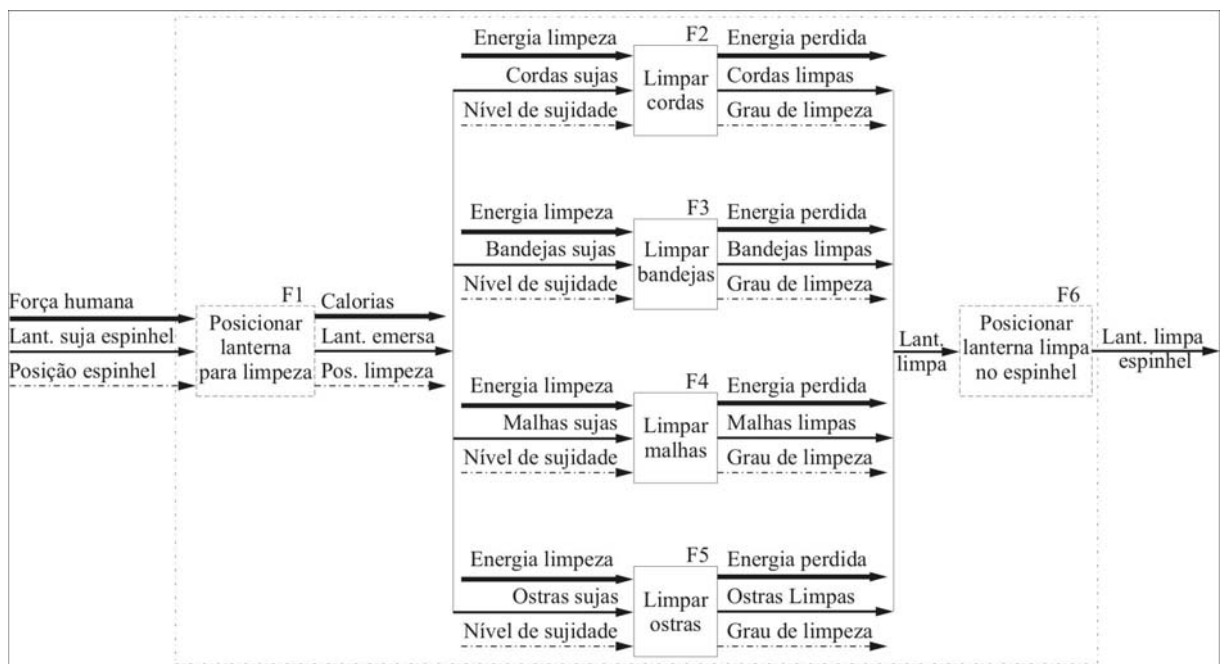 Energia limpeza
F2
Energia perdida
Cordas sujas
Limpar
cordas
Cordas limpas
Nível de sujidade
Grau de limpeza
Energia limpeza
F3
Energia perdida
Bandejas sujas
Limpar
bandejas
Bandejas limpas
Nível de sujidade
Grau de limpeza
Força humana
F1
Calorias
Lant. suja espinhel
Posicionar
lanterna
para limpeza
Lant. emersa
Posição espinhel
Pos. limpeza
Energia limpeza
F4
Energia perdida
Malhas sujas
Limpar
malhas
Malhas limpas
Nível de sujidade
Grau de limpeza
Energia limpeza
F5
Energia perdida
Ostras sujas
Limpar
ostras
Ostras Limpas
Nível de sujidade
Grau de limpeza
Lant.
limpa
F6
Posicionar
lanterna limpa
no espinhel
Lant. limpa
espinhel